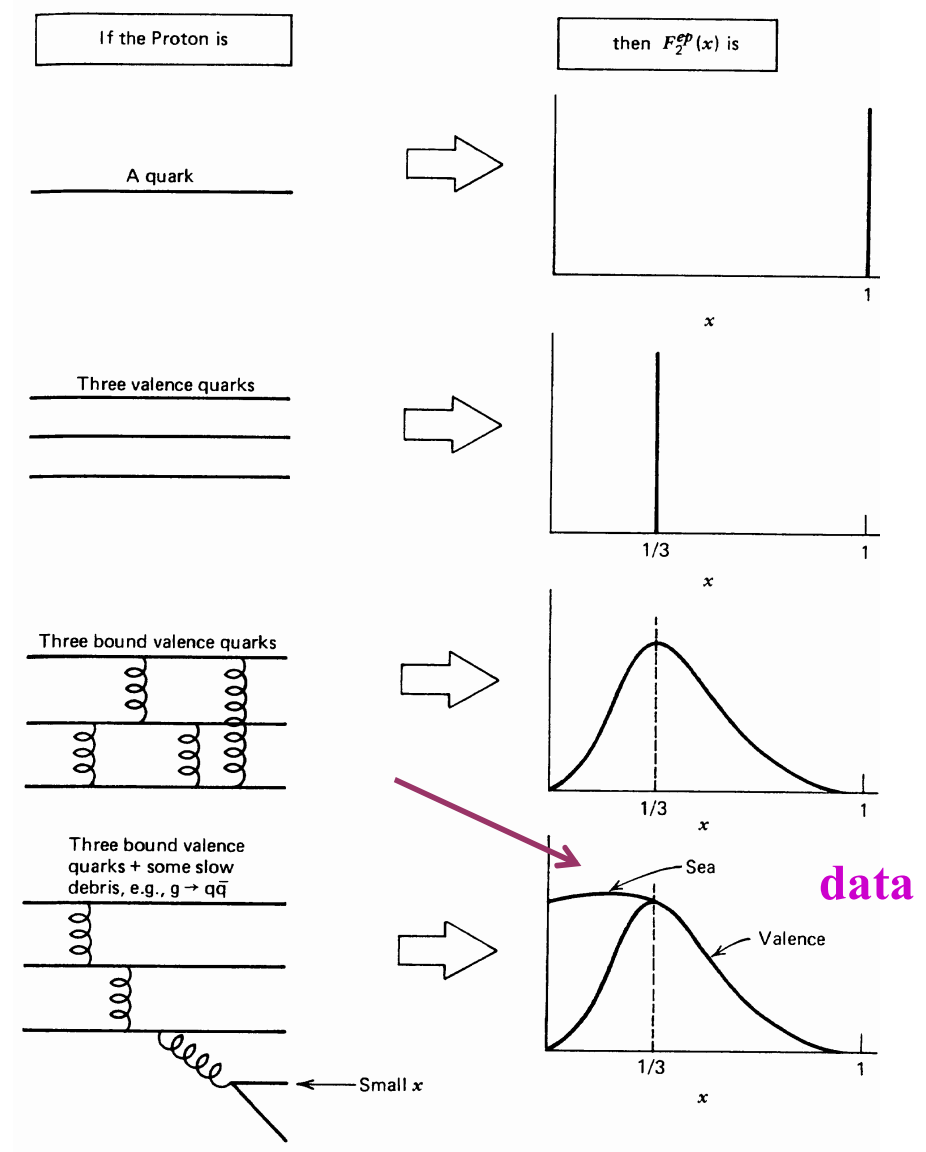 If the Proton is
then F₂ᵉᵖ(x) is
A quark
1
x
Three valence quarks
1/3
1
x
Three bound valence quarks
1/3
1
x
Three bound valence
quarks + some slow
debris, e.g., g → qq̄
Sea
data
Valence
1/3
1
Small x
x